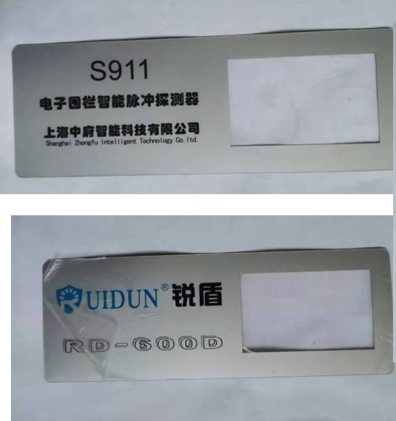 S911
电子围栏智能脉冲探测器
上海中府智能科技有限公司
Shanghai Zhongfu Intelligent Technology Co. ltd.
RUIDUN® 锐盾
RD-600D